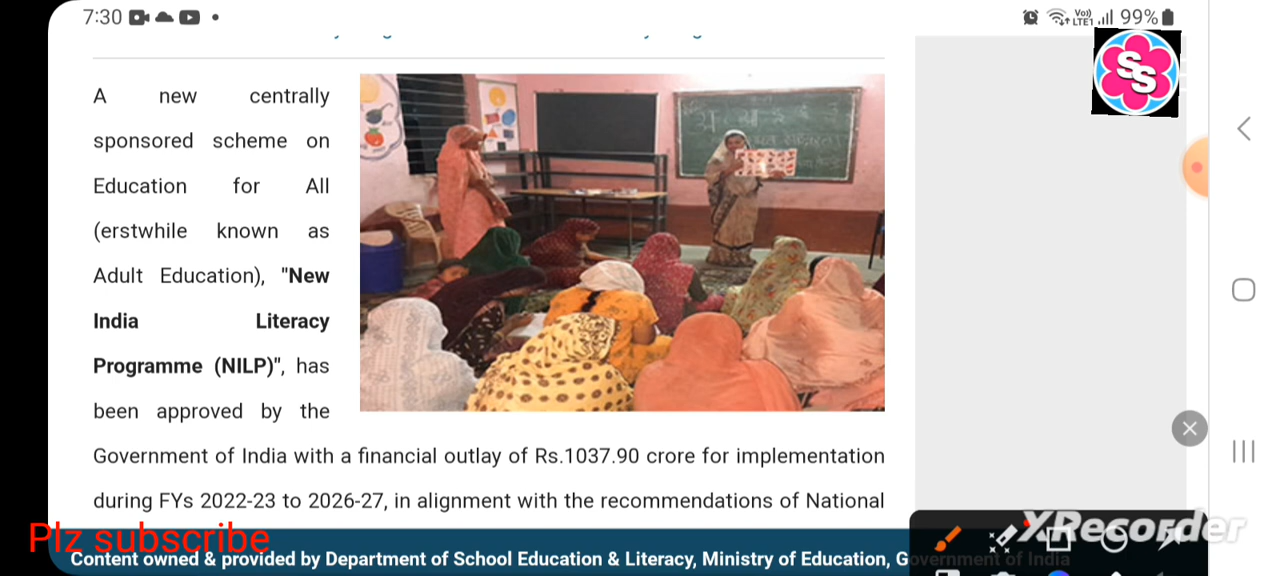 7:30
Vo)) LTE1 99%
SS
A new centrally
sponsored scheme on
Education for All
(erstwhile known as
Adult Education), "New
India Literacy
Programme (NILP)", has
been approved by the
Government of India with a financial outlay of Rs.1037.90 crore for implementation
during FYs 2022-23 to 2026-27, in alignment with the recommendations of National
Plz subscribe
XRecorder
Content owned & provided by Department of School Education & Literacy, Ministry of Education, Government of India